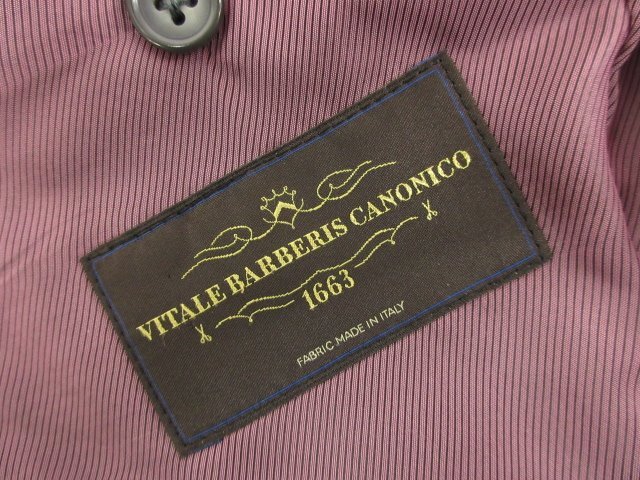 VITALE BARBERIS CANONICO
1663
FABRIC MADE IN ITALY